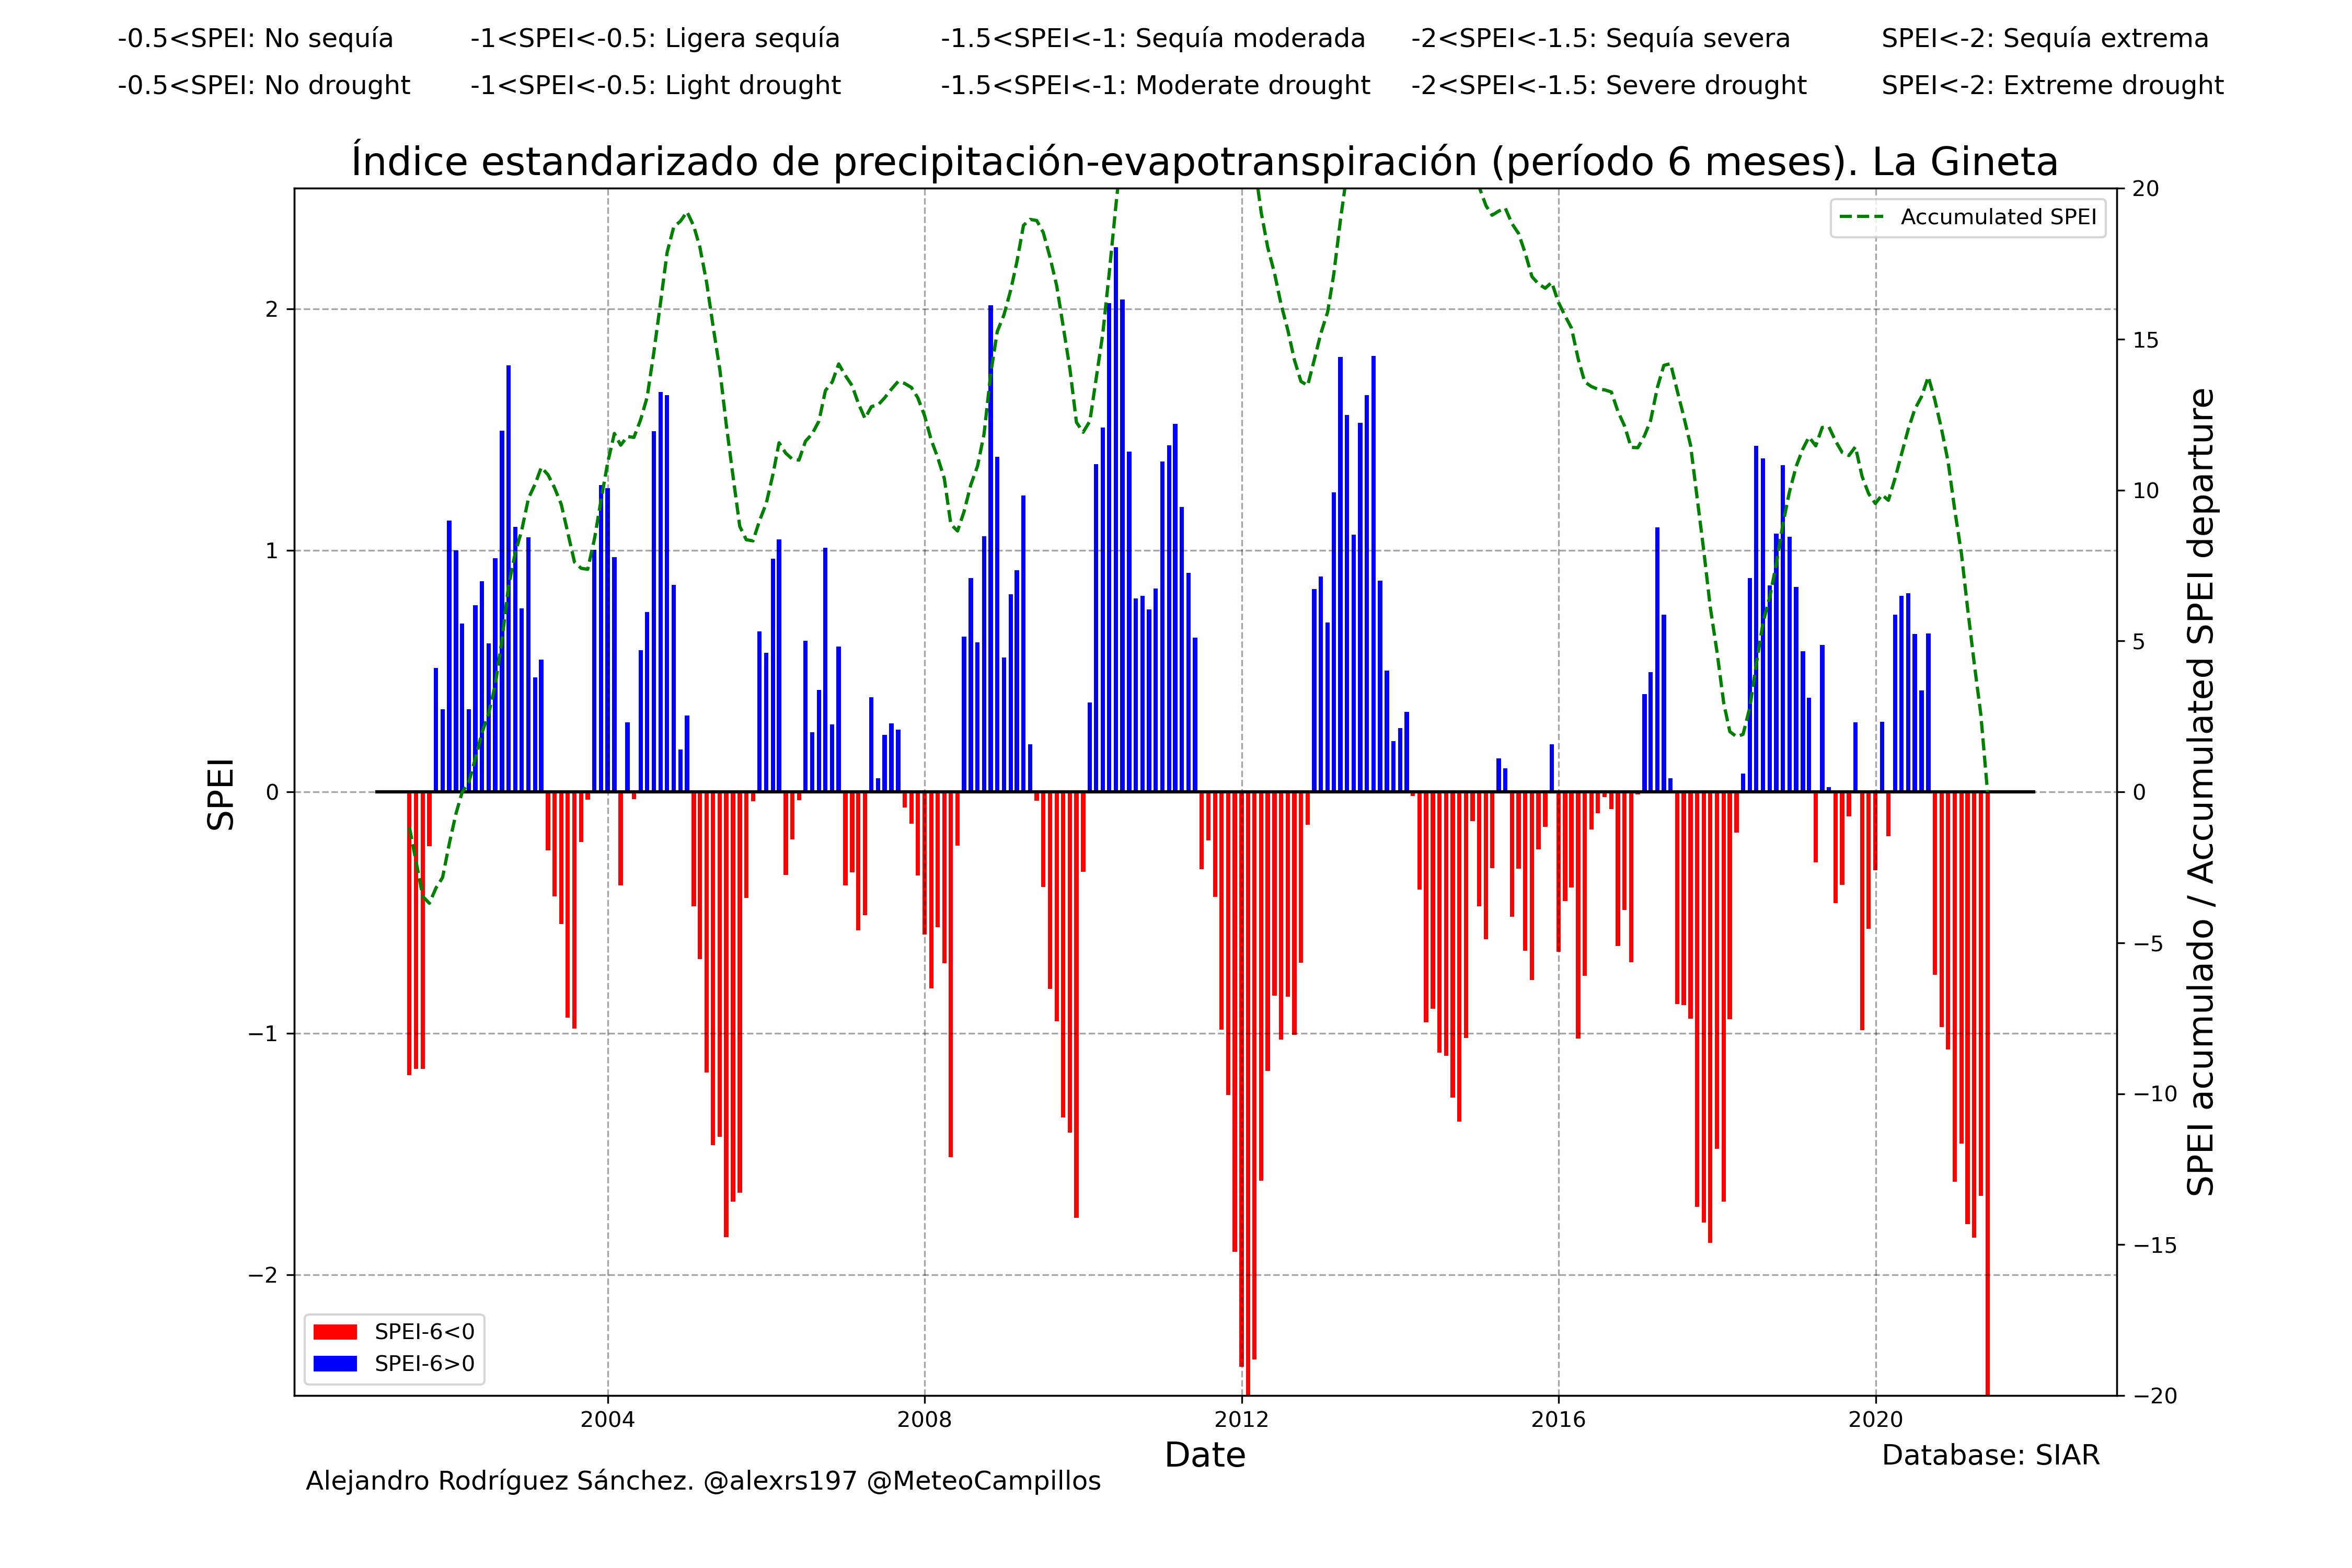 -0.5<SPEI: No sequía -1<SPEI<-0.5: Ligera sequía -1.5<SPEI<-1: Sequía moderada -2<SPEI<-1.5: Sequía severa SPEI<-2: Sequía extrema
-0.5<SPEI: No drought -1<SPEI<-0.5: Light drought -1.5<SPEI<-1: Moderate drought -2<SPEI<-1.5: Severe drought SPEI<-2: Extreme drought
Índice estandarizado de precipitación-evapotranspiración (período 6 meses). La Gineta
Accumulated SPEI
SPEI
2
1
0
−1
−2
20
15
10
5
0
−5
−10
−15
−20
SPEI acumulado / Accumulated SPEI departure
SPEI-6<0
SPEI-6>0
2004 2008 2012 2016 2020
Date
Database: SIAR
Alejandro Rodríguez Sánchez. @alexrs197 @MeteoCampillos